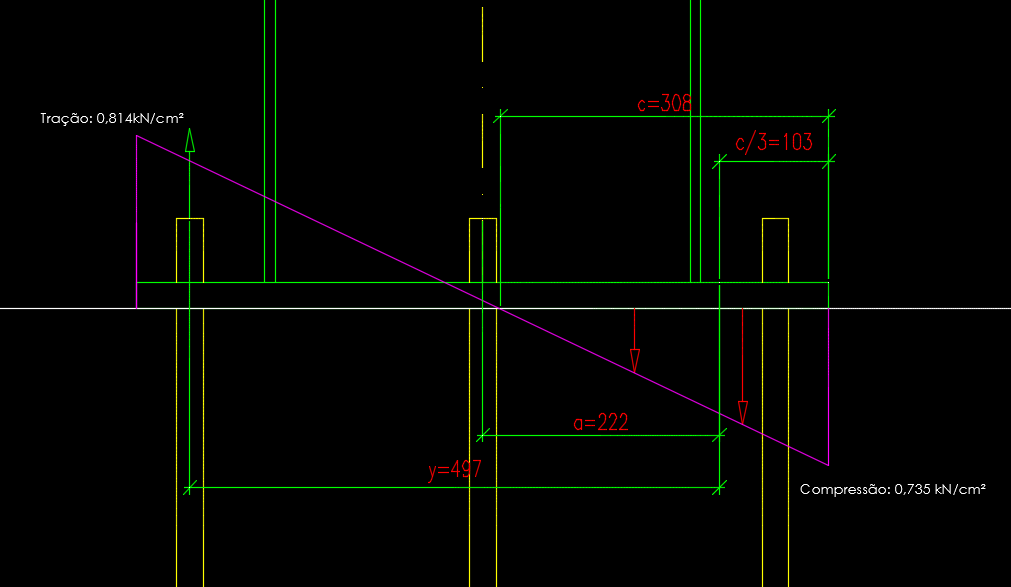 c=308
Tração: 0,814kN/cm²
c/3=103
a=222
y=497
Compressão: 0,735 kN/cm²